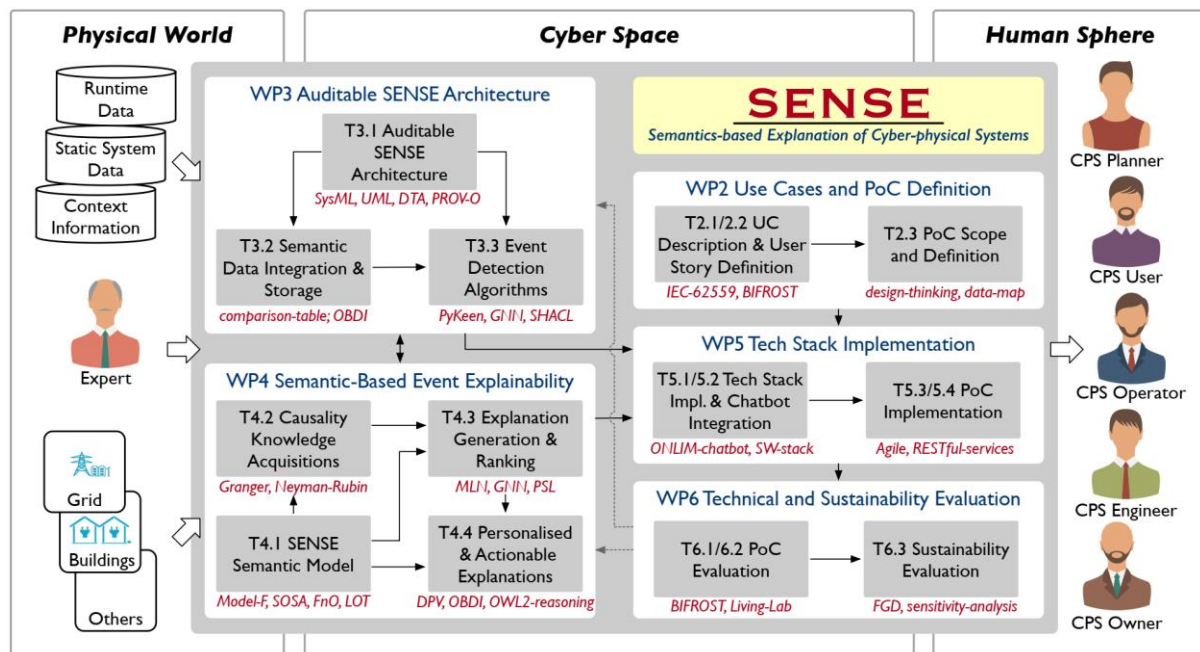 Physical World
Cyber Space
Human Sphere
Runtime
Data
Static System
Data
Context
Information
Expert
Grid
Buildings
Others
WP3 Auditable SENSE Architecture
T3.1 Auditable
SENSE
Architecture
SysML, UML, DTA, PROV-O
T3.2 Semantic
Data Integration &
Storage
comparison-table; OBDI
T3.3 Event
Detection
Algorithms
PyKeen, GNN, SHACL
WP4 Semantic-Based Event Explainability
T4.2 Causality
Knowledge
Acquisitions
Granger, Neyman-Rubin
T4.3 Explanation
Generation &
Ranking
MLN, GNN, PSL
T4.1 SENSE
Semantic Model
Model-F, SOSA, FnO, LOT
T4.4 Personalised
& Actionable
Explanations
DPV, OBDI, OWL2-reasoning
SENSE
Semantics-based Explanation of Cyber-physical Systems
WP2 Use Cases and PoC Definition
T2.1/2.2 UC
Description & User
Story Definition
IEC-62559, BIFROST
T2.3 PoC Scope
and Definition
design-thinking, data-map
WP5 Tech Stack Implementation
T5.1/5.2 Tech Stack
Impl. & Chatbot
Integration
ONLIM-chatbot, SW-stack
T5.3/5.4 PoC
Implementation
Agile, RESTful-services
WP6 Technical and Sustainability Evaluation
T6.1/6.2 PoC
Evaluation
BIFROST, Living-Lab
T6.3 Sustainability
Evaluation
FGD, sensitivity-analysis
CPS Planner
CPS User
CPS Operator
CPS Engineer
CPS Owner